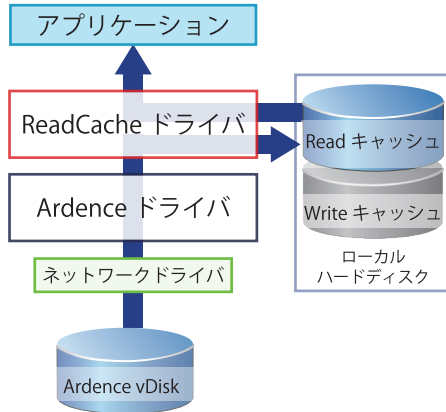 アプリケーション
ReadCache ドライバ
Read キャッシュ
Ardence ドライバ
Write キャッシュ
ローカル
ハードディスク
ネットワークドライバ
Ardence vDisk